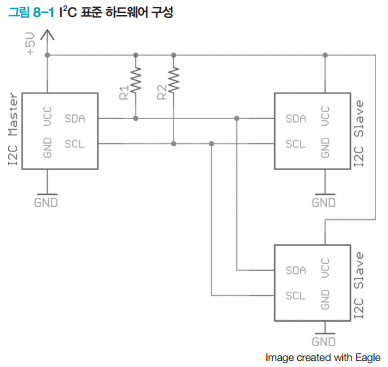 그림 8-1 I²C 표준 하드웨어 구성
+5V
R1
R2
I2C Master
VCC
GND
SDA
SCL
GND
SDA
SCL
VCC
GND
I2C Slave
GND
SDA
SCL
VCC
GND
I2C Slave
GND
Image created with Eagle